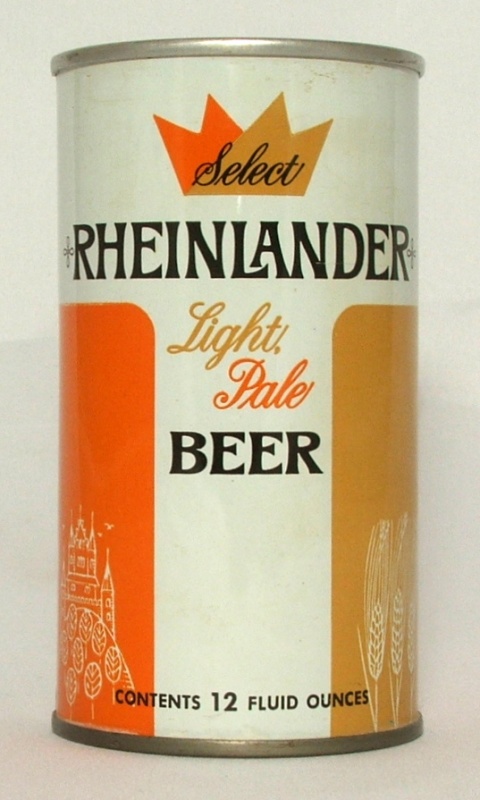 Select
RHEINLANDER
Light,
Pale
BEER
CONTENTS 12 FLUID OUNCES